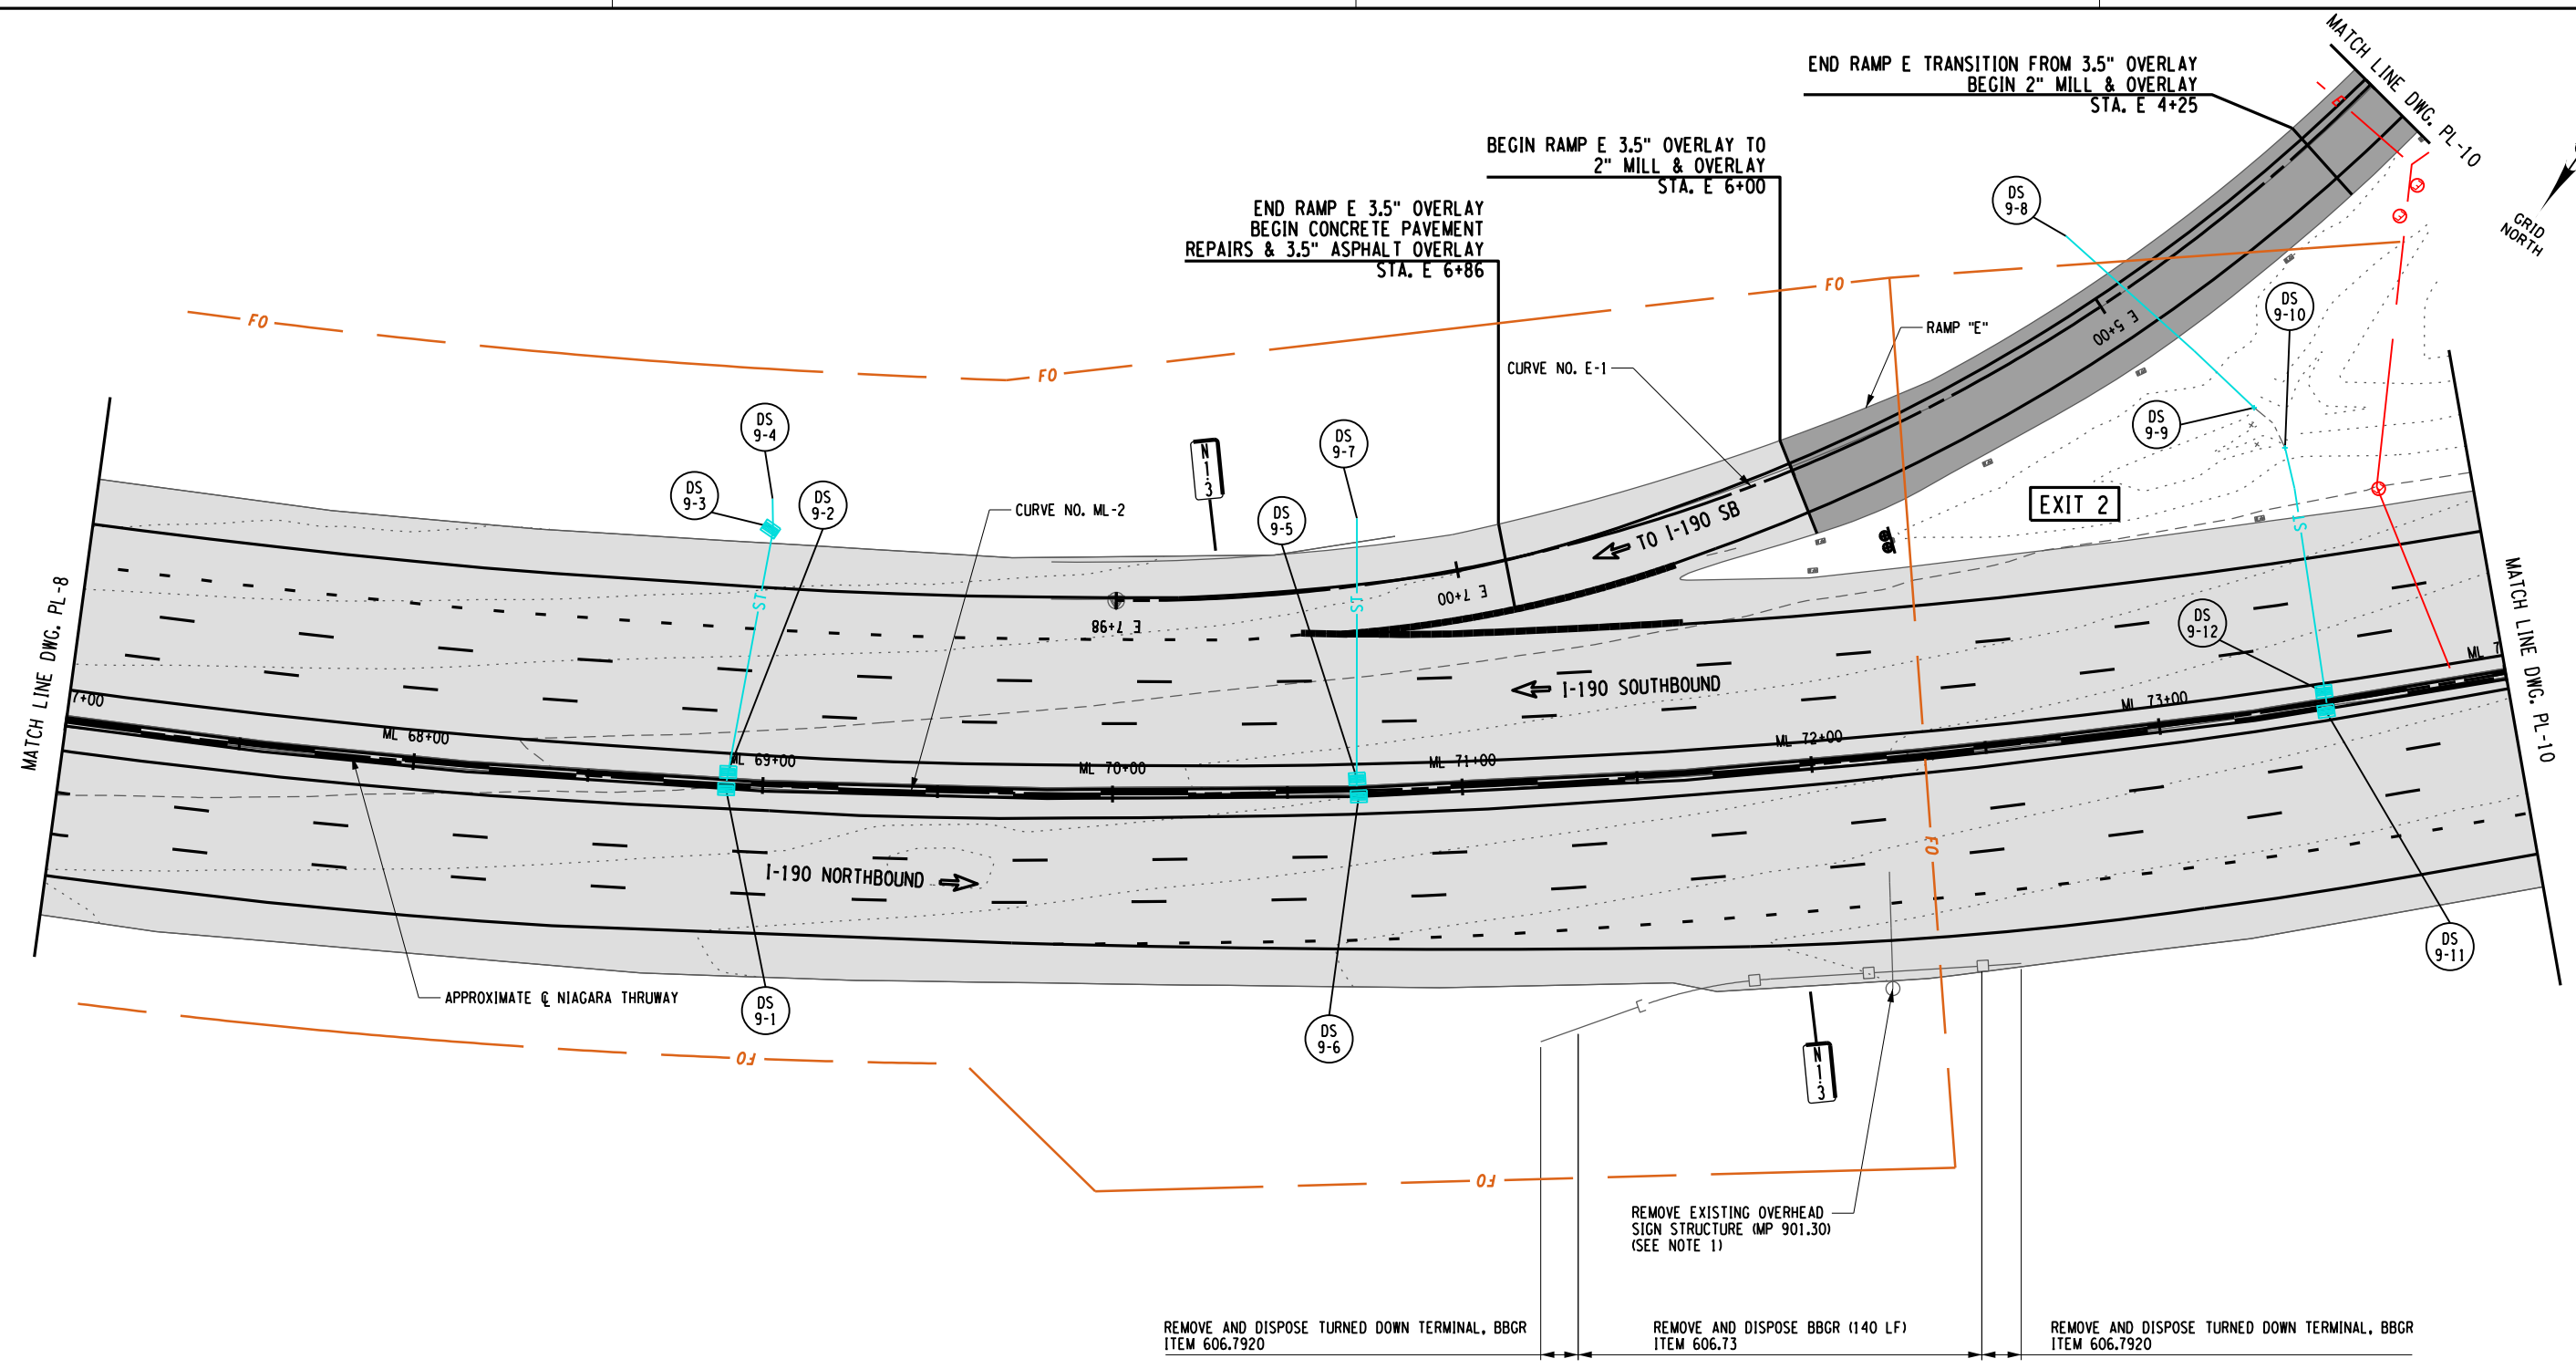 MATCH LINE DWG. PL-10
END RAMP E TRANSITION FROM 3.5" OVERLAY
BEGIN 2" MILL & OVERLAY
STA. E 4+25
BEGIN RAMP E 3.5" OVERLAY TO
2" MILL & OVERLAY
STA. E 6+00
END RAMP E 3.5" OVERLAY
BEGIN CONCRETE PAVEMENT
REPAIRS & 3.5" ASPHALT OVERLAY
STA. E 6+86
GRID
NORTH
DS
9-8
FO
FO
FO
RAMP "E"
E 5+00
DS
9-10
CURVE NO. E-1
DS
9-9
DS
9-4
DS
9-3
DS
9-2
N
1.3
DS
9-7
DS
9-5
CURVE NO. ML-2
TO I-190 SB
EXIT 2
ST
ST
ST
E 7+00
E 7+98
DS
9-12
MATCH LINE DWG. PL-8
MATCH LINE DWG. PL-10
I-190 SOUTHBOUND
7+00
ML 68+00
ML 69+00
ML 70+00
ML 71+00
ML 72+00
ML 73+00
ML 7
I-190 NORTHBOUND
FO
DS
9-11
APPROXIMATE ℄ NIAGARA THRUWAY
DS
9-1
DS
9-6
FO
N
1.3
FO
REMOVE EXISTING OVERHEAD
SIGN STRUCTURE (MP 901.30)
(SEE NOTE 1)
REMOVE AND DISPOSE TURNED DOWN TERMINAL, BBGR
ITEM 606.7920
REMOVE AND DISPOSE BBGR (140 LF)
ITEM 606.73
REMOVE AND DISPOSE TURNED DOWN TERMINAL, BBGR
ITEM 606.7920